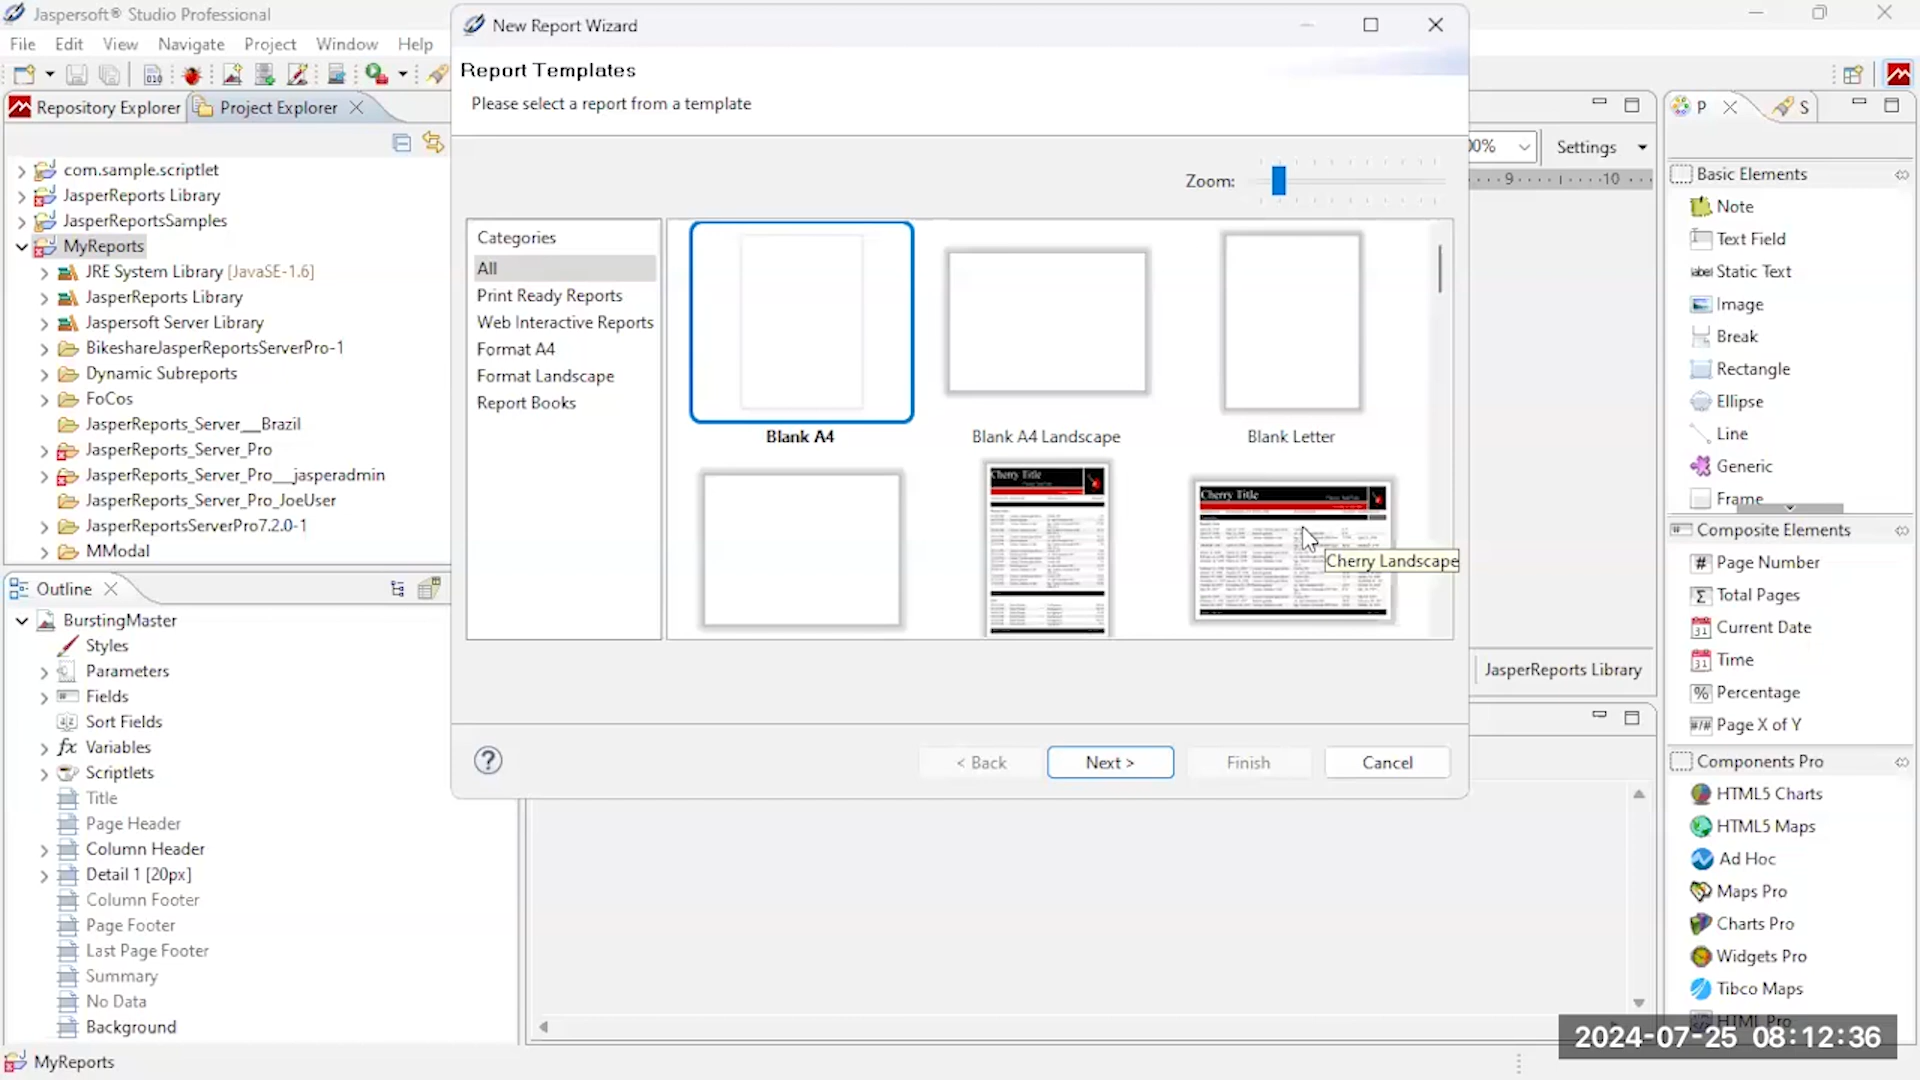 Jaspersoft® Studio Professional
File Edit View Navigate Project Window Help
Repository Explorer
Project Explorer
com.sample.scriptlet
JasperReports Library
JasperReportsSamples
MyReports
JRE System Library [JavaSE-1.6]
JasperReports Library
Jaspersoft Server Library
BikeshareJasperReportsServerPro-1
Dynamic Subreports
FoCos
JasperReports_Server___Brazil
JasperReports_Server_Pro
JasperReports_Server_Pro___jasperadmin
JasperReports_Server_Pro_JoeUser
JasperReportsServerPro7.2.0-1
MModal
Outline
BurstingMaster
Styles
Parameters
Fields
Sort Fields
Variables
Scriptlets
Title
Page Header
Column Header
Detail 1 [20px]
Column Footer
Page Footer
Last Page Footer
Summary
No Data
Background
MyReports
New Report Wizard
Report Templates
Please select a report from a template
Zoom:
Categories
All
Print Ready Reports
Web Interactive Reports
Format A4
Format Landscape
Report Books
Blank A4
Blank A4 Landscape
Blank Letter
Cherry Title
Cherry Title
Cherry Landscape
< Back
Next >
Finish
Cancel
Settings
9
10
JasperReports Library
P
S
Basic Elements
Note
Text Field
Static Text
Image
Break
Rectangle
Ellipse
Line
Generic
Frame
Composite Elements
Page Number
Total Pages
Current Date
Time
Percentage
Page X of Y
Components Pro
HTML5 Charts
HTML5 Maps
Ad Hoc
Maps Pro
Charts Pro
Widgets Pro
Tibco Maps
HTML Pro
2024-07-25 08:12:36